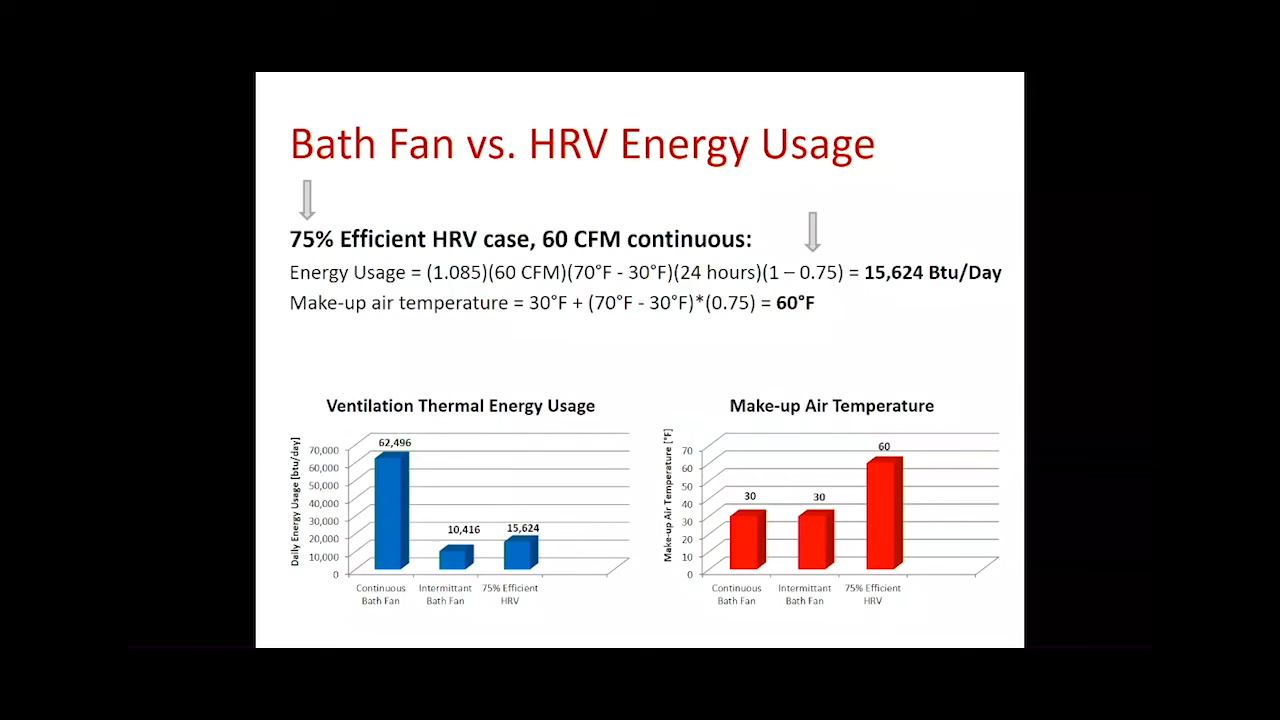 Bath Fan vs. HRV Energy Usage
75% Efficient HRV case, 60 CFM continuous:
Energy Usage = (1.085)(60 CFM)(70°F - 30°F)(24 hours)(1 – 0.75) = 15,624 Btu/Day
Make-up air temperature = 30°F + (70°F - 30°F)*(0.75) = 60°F
Ventilation Thermal Energy Usage
Daily Energy Usage [btu/day]
70,000
60,000
50,000
40,000
30,000
20,000
10,000
0
62,496
10,416
15,624
Continuous
Bath Fan
Intermittant
Bath Fan
75% Efficient
HRV
Make-up Air Temperature
Make-up Air Temperature [°F]
70
60
50
40
30
20
10
0
30
30
60
Continuous
Bath Fan
Intermittant
Bath Fan
75% Efficient
HRV